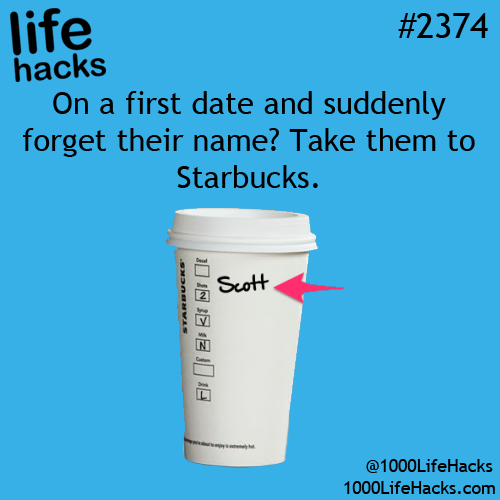 life
hacks
#2374
On a first date and suddenly
forget their name? Take them to
Starbucks.
STARBUCKS
Decaf
Shots
2
Syrup
V
Milk
N
Custom
Drink
L
Scott
@1000LifeHacks
1000LifeHacks.com